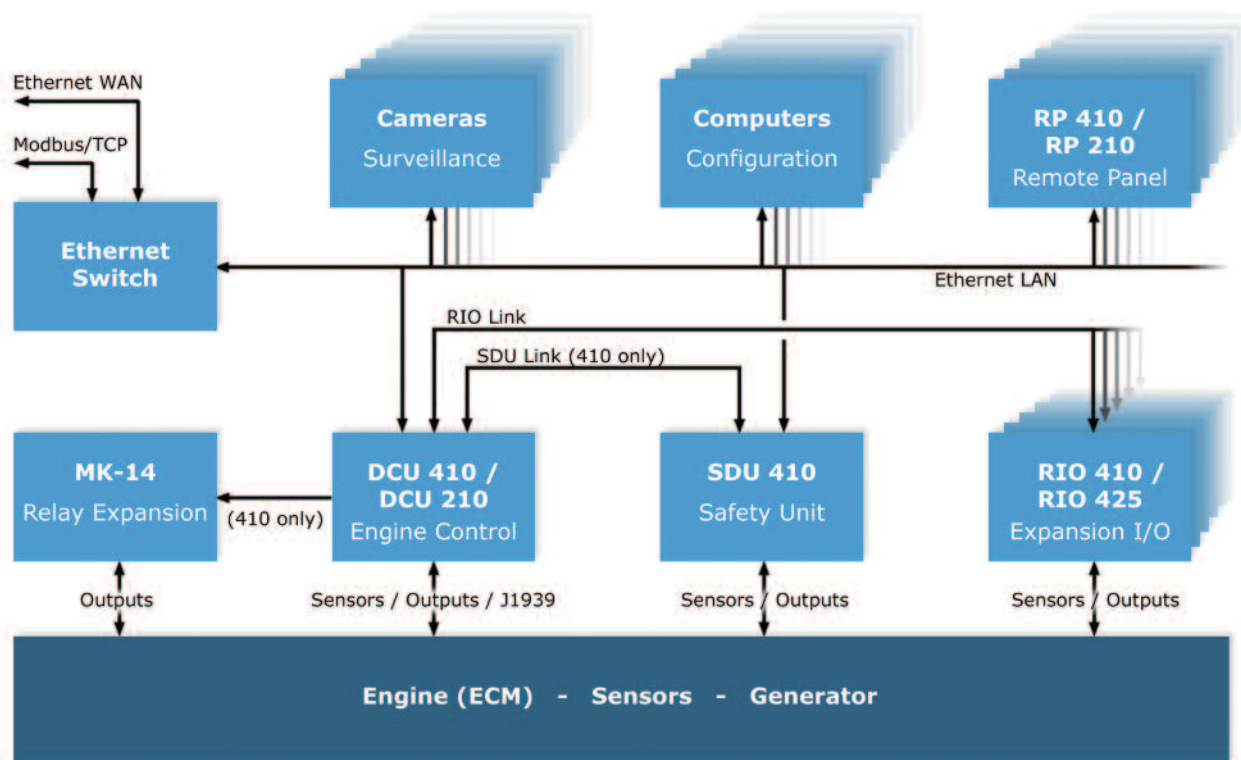 Ethernet WAN
Modbus/TCP
Ethernet
Switch
Cameras
Surveillance
Computers
Configuration
RP 410 /
RP 210
Remote Panel
Ethernet LAN
RIO Link
SDU Link (410 only)
MK-14
Relay Expansion
(410 only)
DCU 410 /
DCU 210
Engine Control
SDU 410
Safety Unit
RIO 410 /
RIO 425
Expansion I/O
Outputs
Sensors / Outputs / J1939
Sensors / Outputs
Sensors / Outputs
Engine (ECM) - Sensors - Generator